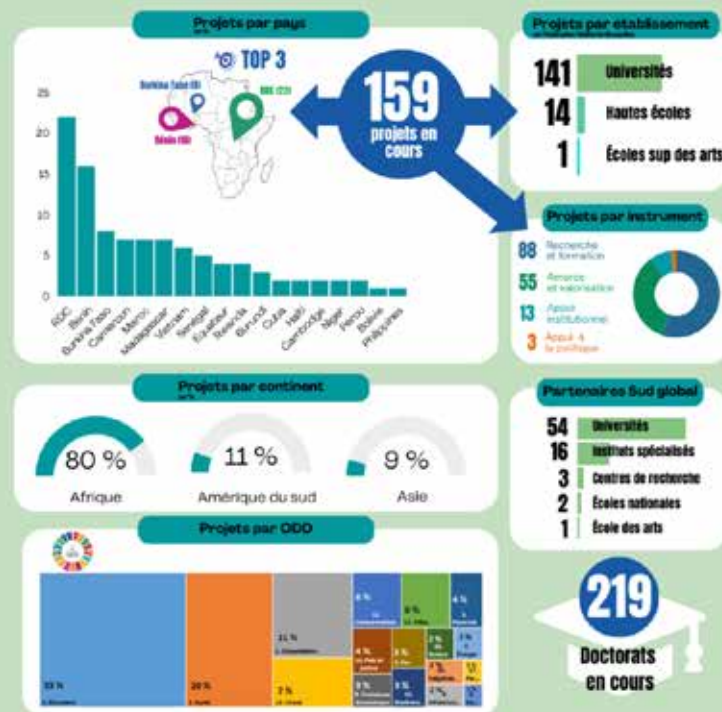 Projets par pays
TOP 3
Burkina Faso (8)
RDC (22)
Bénin (16)
25
20
15
10
5
0
RDC
Bénin
Burkina Faso
Cameroun
Maroc
Madagascar
Vietnam
Sénégal
Equateur
Rwanda
Burundi
Cuba
Haïti
Cambodge
Niger
Pérou
Bolivie
Philippines
159
projets en
cours
Projets par établissement
141 Universités
14 Hautes écoles
1 Écoles sup des arts
Projets par instrument
88 Recherche
et formation
55 Amorce
et valorisation
13 Appui
institutionnel
3 Appui à
la politique
Projets par continent
80 %
Afrique
11 %
Amérique du sud
9 %
Asie
Partenaires Sud global
54 Universités
16 Instituts spécialisés
3 Centres de recherche
2 Écoles nationales
1 École des arts
Projets par ODD
20 %
11 %
7 %
4 %
219
Doctorats
en cours